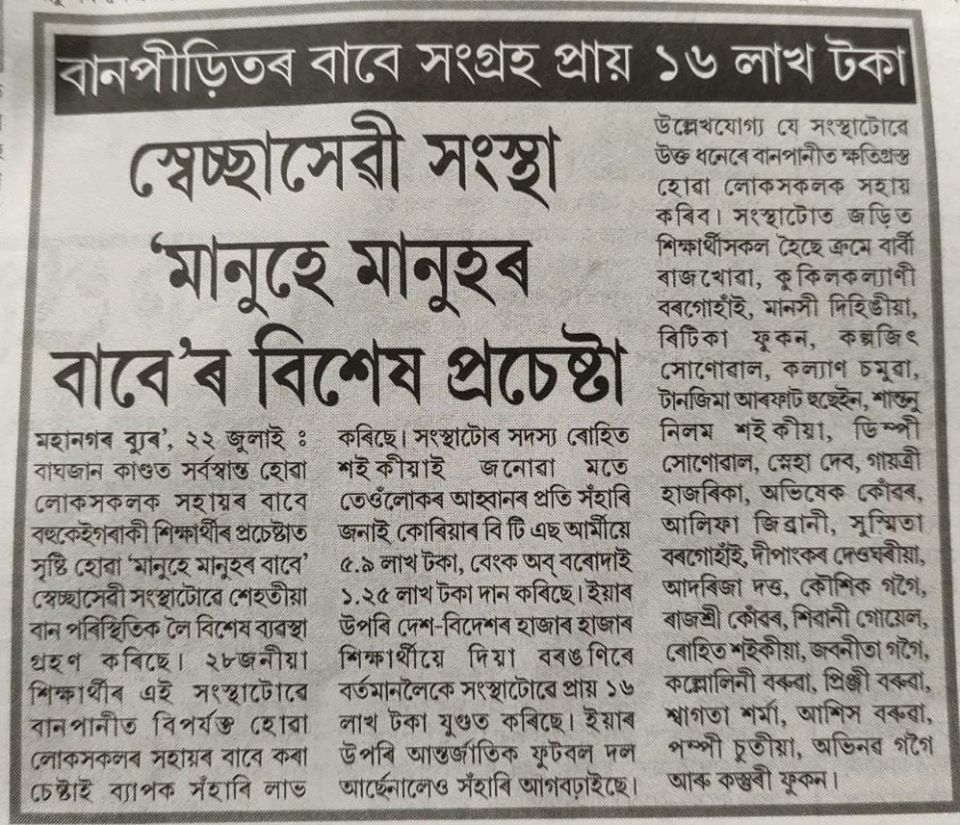 বানপীড়িতৰ বাবে সংগ্ৰহ প্ৰায় ১৬ লাখ টকা
স্বেচ্ছাসেৱী সংস্থা
‘মানুহে মানুহৰ
বাবে’ৰ বিশেষ প্ৰচেষ্টা
মহানগৰ ব্যুৰ’, ২২ জুলাই :
বাঘজান কাণ্ডত সৰ্বস্বান্ত হোৱা
লোকসকলক সহায়ৰ বাবে
বহুকেইগৰাকী শিক্ষাৰ্থীৰ প্ৰচেষ্টাত
সৃষ্টি হোৱা ‘মানুহে মানুহৰ বাবে’
স্বেচ্ছাসেৱী সংস্থাটোৱে শেহতীয়া
বান পৰিস্থিতিক লৈ বিশেষ ব্যৱস্থা
গ্ৰহণ কৰিছে। ২৮জনীয়া
শিক্ষাৰ্থীৰ এই সংস্থাটোৱে
বানপানীত বিপৰ্যস্ত হোৱা
লোকসকলৰ সহায়ৰ বাবে কৰা
চেষ্টাই ব্যাপক সঁহাৰি লাভ
কৰিছে। সংস্থাটোৰ সদস্য ৰোহিত
শইকীয়াই জনোৱা মতে
তেওঁলোকৰ আহ্বানৰ প্ৰতি সঁহাৰি
জনাই কোৰিয়াৰ বি টি এছ আৰ্মীয়ে
৫.৯ লাখ টকা, বেংক অব্ বৰোদাই
১.২৫ লাখ টকা দান কৰিছে। ইয়াৰ
উপৰি দেশ-বিদেশৰ হাজাৰ হাজাৰ
শিক্ষাৰ্থীয়ে দিয়া বৰঙণিৰে
বৰ্তমানলৈকে সংস্থাটোৱে প্ৰায় ১৬
লাখ টকা যুগুত কৰিছে। ইয়াৰ
উপৰি আন্তৰ্জাতিক ফুটবল দল
আৰ্ছেনালেও সঁহাৰি আগবঢ়াইছে।
উল্লেখযোগ্য যে সংস্থাটোৱে
উক্ত ধনেৰে বানপানীত ক্ষতিগ্ৰস্ত
হোৱা লোকসকলক সহায়
কৰিব। সংস্থাটোত জড়িত
শিক্ষাৰ্থীসকল হৈছে ক্ৰমে বাৰ্বী
ৰাজখোৱা, কুকিলকল্যাণী
বৰগোহাঁই, মানসী দিহিঙীয়া,
ৰিটিকা ফুকন, কল্পজিৎ
সোণোৱাল, কল্যাণ চমুৱা,
টানজিমা আৰফাট হুছেইন, শান্তনু
নিলম শইকীয়া, ডিম্পী
সোণোৱাল, স্নেহা দেব, গায়ত্ৰী
হাজৰিকা, অভিষেক কোঁৱৰ,
আলিফা জিৱানী, সুস্মিতা
বৰগোহাঁই, দীপাংকৰ দেওঘৰীয়া,
আদৰিজা দত্ত, কৌশিক গগৈ,
ৰাজশ্ৰী কোঁৱৰ, শিৱানী গোয়েল,
ৰোহিত শইকীয়া, জবনীতা গগৈ,
কল্লোলিনী বৰুৱা, প্ৰিঞ্জী বৰুৱা,
শ্বাগতা শৰ্মা, আশিস বৰুৱা,
পম্পী চুতীয়া, অভিনৱ গগৈ
আৰু কস্তুৰী ফুকন।